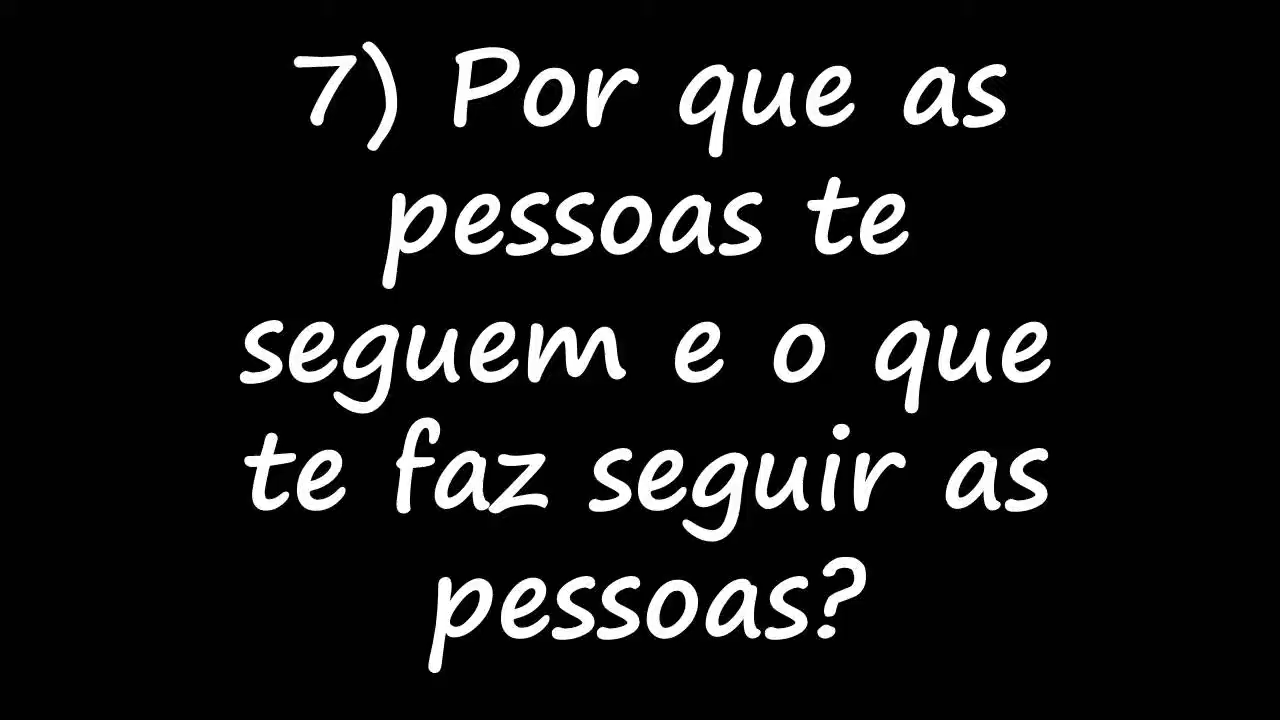 7) Por que as
pessoas te
seguem e o que
te faz seguir as
pessoas?